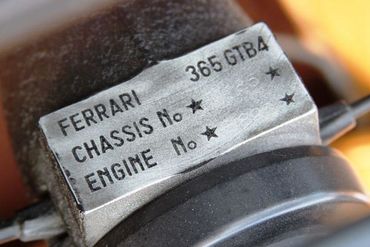 FERRARI 365 GTB4
CHASSIS No ★ ★
ENGINE No ★ ★